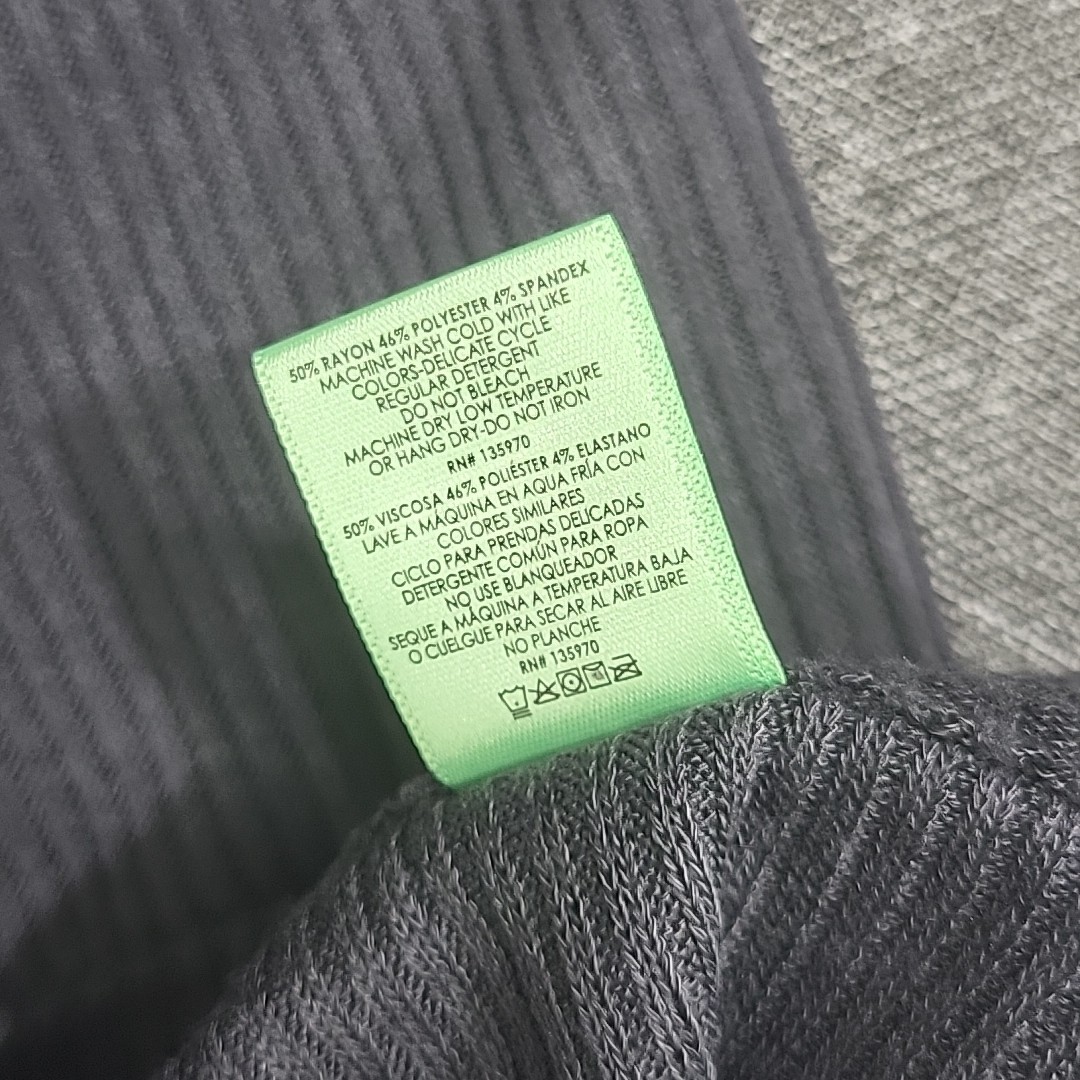 50% RAYON 46% POLYESTER 4% SPANDEX
MACHINE WASH COLD WITH LIKE
COLORS-DELICATE CYCLE
REGULAR DETERGENT
DO NOT BLEACH
MACHINE DRY LOW TEMPERATURE
OR HANG DRY-DO NOT IRON
RN# 135970
50% VISCOSA 46% POLIÉSTER 4% ELASTANO
LAVE A MÁQUINA EN AQUA FRÍA CON
COLORES SIMILARES
CICLO PARA PRENDAS DELICADAS
DETERGENTE COMÚN PARA ROPA
NO USE BLANQUEADOR
SEQUE A MÁQUINA A TEMPERATURA BAJA
O CUELGUE PARA SECAR AL AIRE LIBRE
NO PLANCHE
RN# 135970